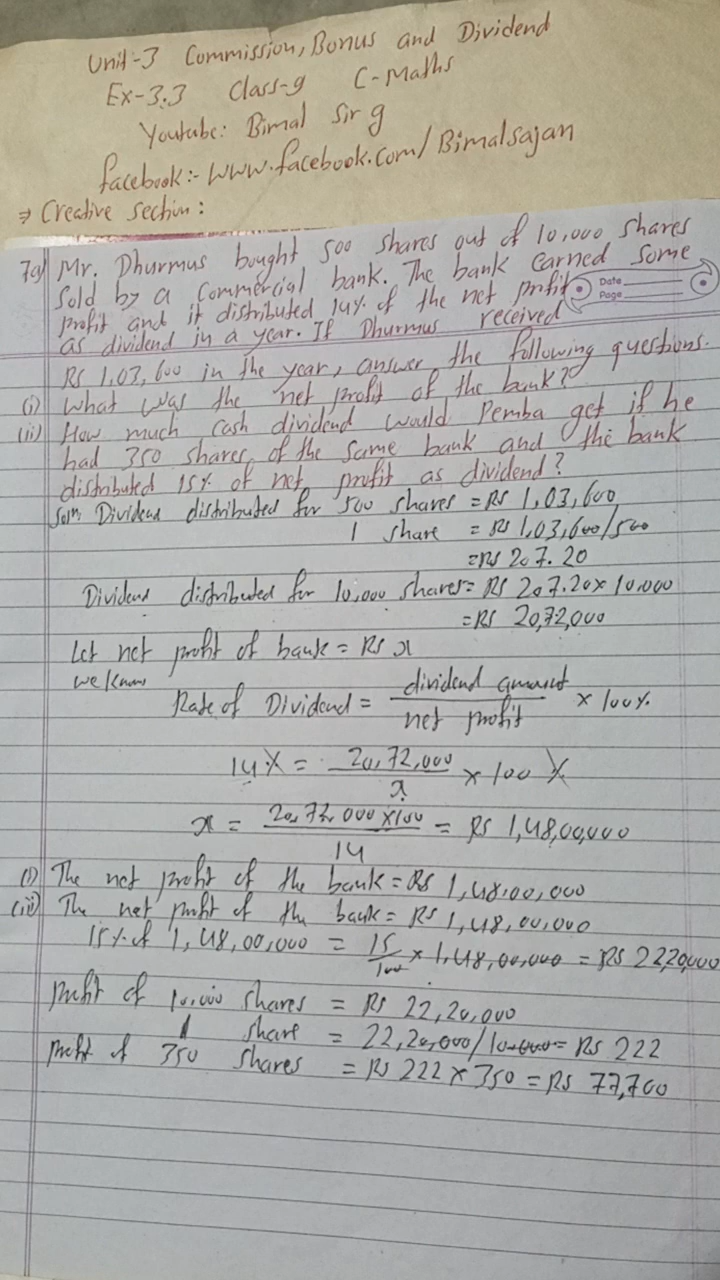 Unit-3 Commission, Bonus and Dividend
Ex-3.3 Class-9 C-Maths
Youtube: Bimal Sir g
facebook:- www.facebook.com/Bimalsajan
⇒ Creative section:
7a) Mr. Dhurmus bought 500 shares out of 10,000 shares
sold by a commercial bank. The bank earned some
profit and it distributed 14% of the net profit
Date
Page
as dividend in a year. If Dhurmus received
RS 1,03,600 in the year, answer the following questions.
(i) What was the net profit of the bank?
(ii) How much cash dividend would Pemba get if he
had 350 shares of the same bank and the bank
distributed 15% of net profit as dividend?
Soln: Dividend distributed for 500 shares = RS 1,03,600
1 share = RS 1,03,600/500
= RS 207.20
Dividend distributed for 10,000 shares = RS 207.20 × 10,000
= RS 20,72,000
Let net profit of bank = RS x
we know
Rate of Dividend = dividend amount / net profit × 100%
14% = 20,72,000 / x × 100%
x = 20,72,000 × 100 / 14 = RS 1,48,00,000
(i) The net profit of the bank = RS 1,48,00,000
(ii) The net profit of the bank = RS 1,48,00,000
15% of 1,48,00,000 = 15/100 × 1,48,00,000 = RS 22,20,000
profit of 10,000 shares = RS 22,20,000
1 share = 22,20,000/10,000 = RS 222
profit of 350 shares = RS 222 × 350 = RS 77,700